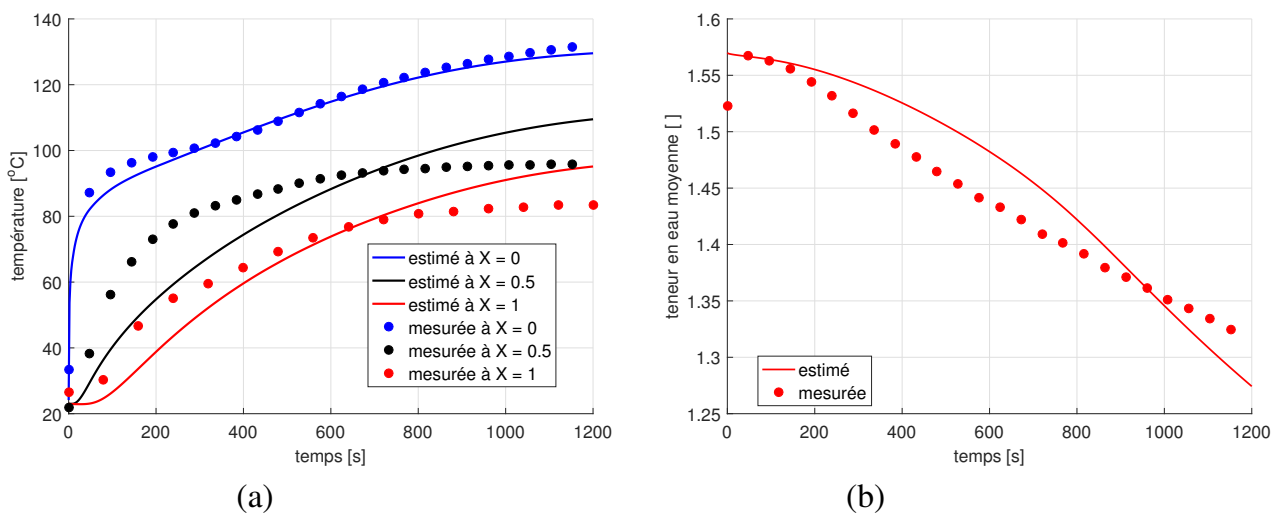 140
120
100
80
60
40
20
0
200
400
600
800
1000
1200
température [°C]
temps [s]
estimé à X = 0
estimé à X = 0.5
estimé à X = 1
mesurée à X = 0
mesurée à X = 0.5
mesurée à X = 1
(a)
1.6
1.55
1.5
1.45
1.4
1.35
1.3
1.25
0
200
400
600
800
1000
1200
teneur en eau moyenne [ ]
temps [s]
estimé
mesurée
(b)